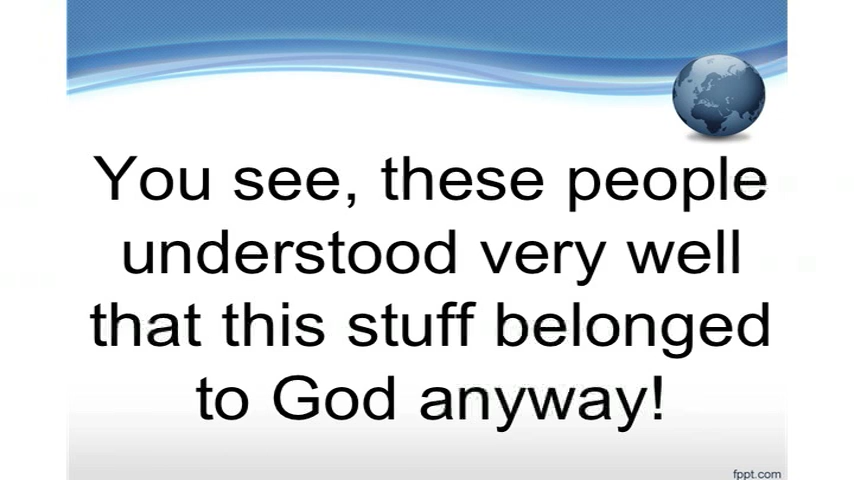 You see, these people
understood very well
that this stuff belonged
to God anyway!
fppt.com